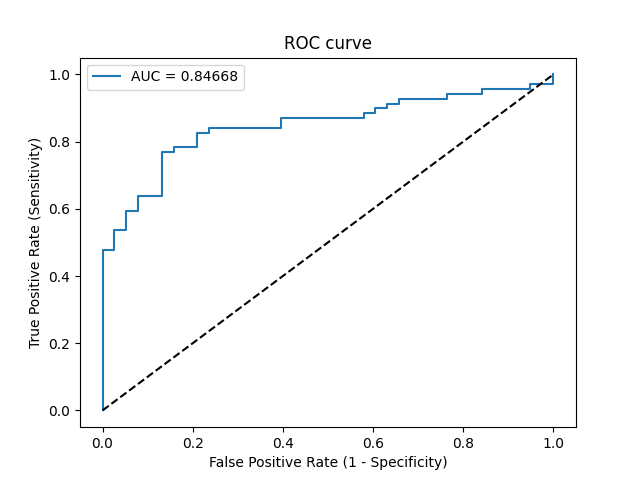 ROC curve
AUC = 0.84668
True Positive Rate (Sensitivity)
1.0
0.8
0.6
0.4
0.2
0.0
0.0 0.2 0.4 0.6 0.8 1.0
False Positive Rate (1 - Specificity)